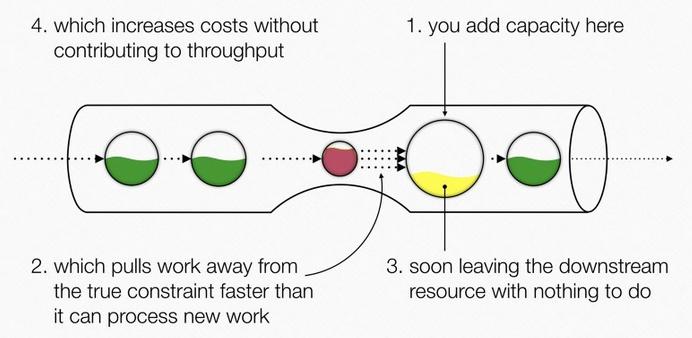 1. you add capacity here
2. which pulls work away from
the true constraint faster than
it can process new work
3. soon leaving the downstream
resource with nothing to do
4. which increases costs without
contributing to throughput